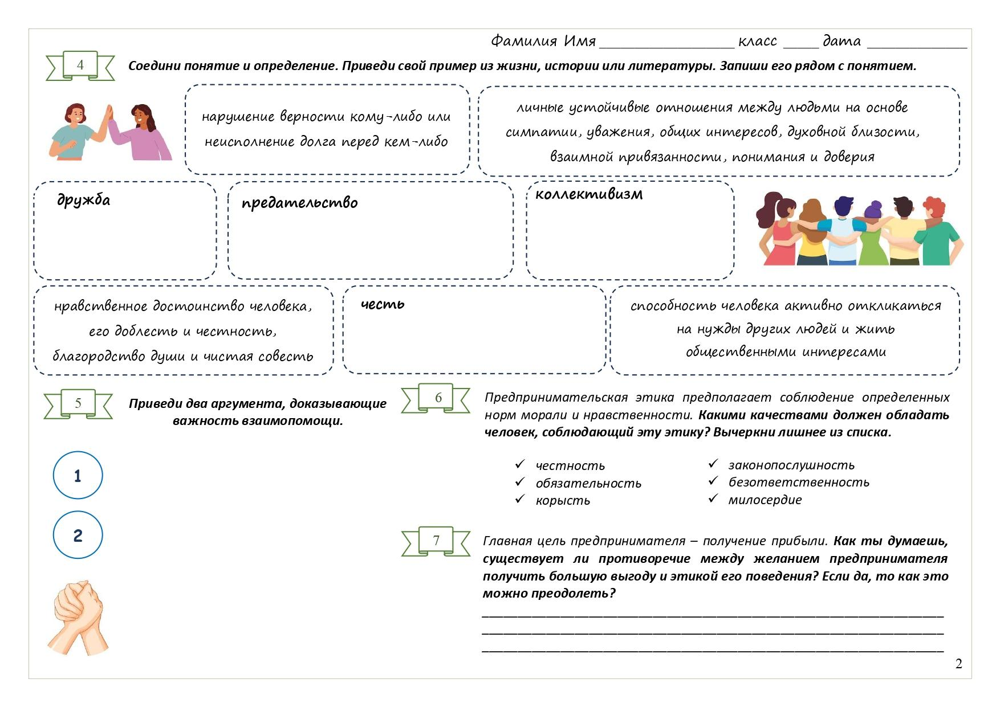 Фамилия Имя _________________ класс ____ дата ____________
4
Соедини понятие и определение. Приведи свой пример из жизни, истории или литературы. Запиши его рядом с понятием.
нарушение верности кому-либо или
неисполнение долга перед кем-либо
личные устойчивые отношения между людьми на основе
симпатии, уважения, общих интересов, духовной близости,
взаимной привязанности, понимания и доверия
дружба
предательство
коллективизм
нравственное достоинство человека,
его доблесть и честность,
благородство души и чистая совесть
честь
способность человека активно откликаться
на нужды других людей и жить
общественными интересами
5
Приведи два аргумента, доказывающие
важность взаимопомощи.
1
2
6
Предпринимательская этика предполагает соблюдение определенных
норм морали и нравственности. Какими качествами должен обладать
человек, соблюдающий эту этику? Вычеркни лишнее из списка.
✓ честность
✓ обязательность
✓ корысть
✓ законопослушность
✓ безответственность
✓ милосердие
7
Главная цель предпринимателя – получение прибыли. Как ты думаешь,
существует ли противоречие между желанием предпринимателя
получить большую выгоду и этикой его поведения? Если да, то как это
можно преодолеть?
2